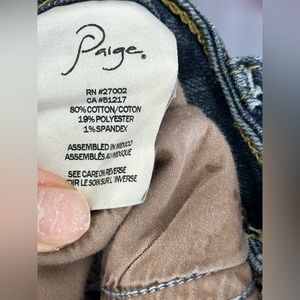 Paige®
RN #27002
CA #51217
80% COTTON/COTON
19% POLYESTER
1% SPANDEX
ASSEMBLED IN MEXICO
ASSEMBLÉS AU MEXIQUE
SEE CARE ON REVERSE
VOIR LE SOIN SUR L'INVERSE